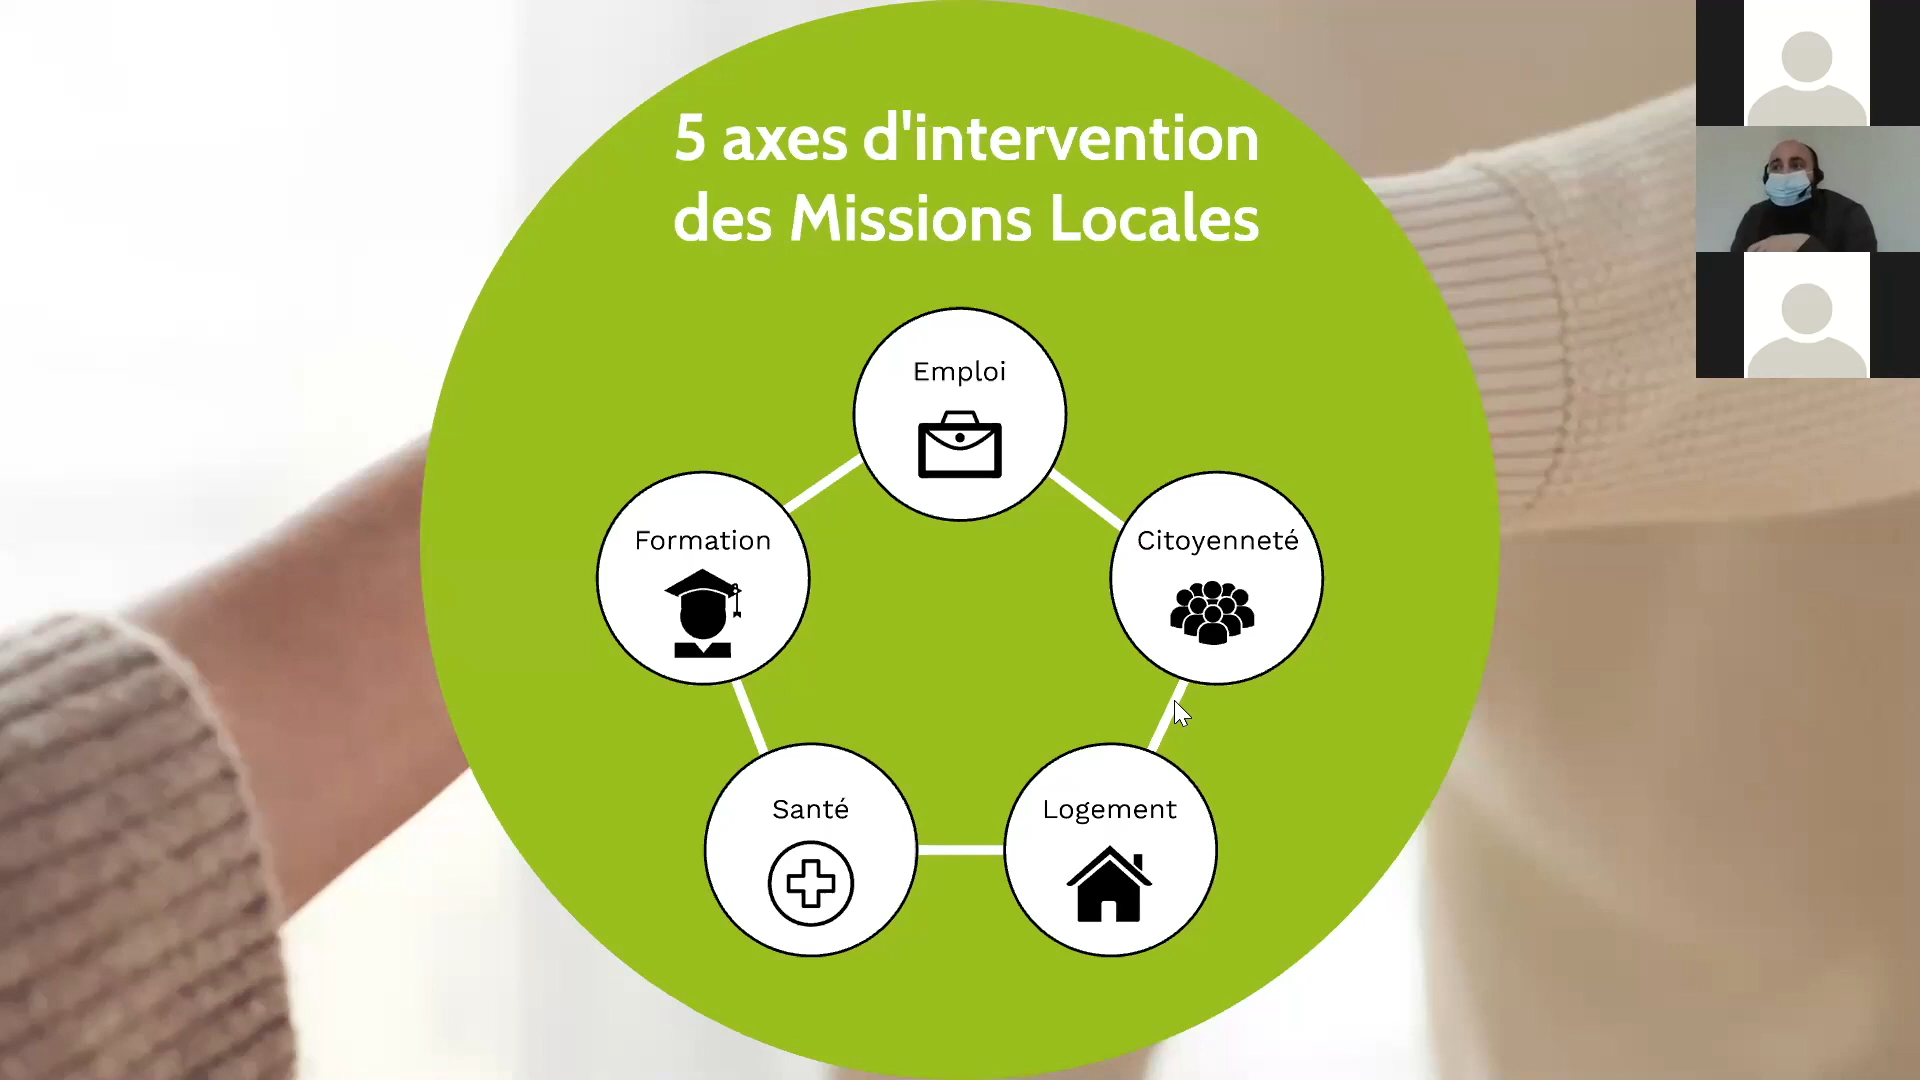 5 axes d'intervention
des Missions Locales
Emploi
Formation
Citoyenneté
Santé
Logement